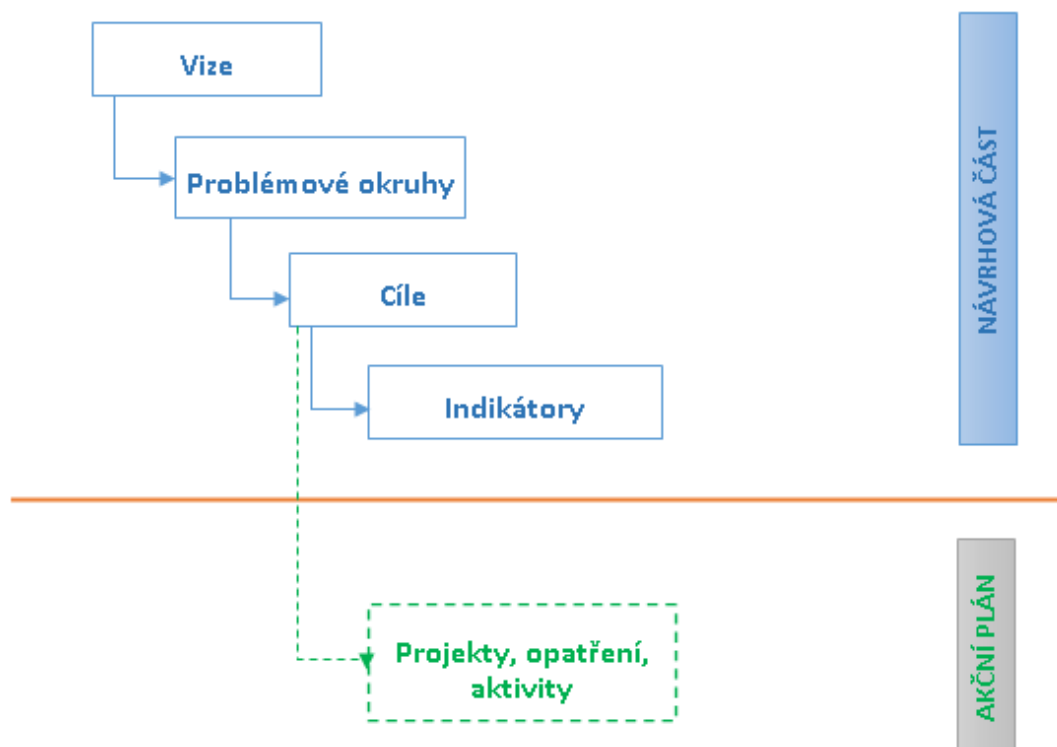 Vize
Problémové okruhy
Cíle
Indikátory
NÁVRHOVÁ ČÁST
Projekty, opatření,
aktivity
AKČNÍ PLÁN